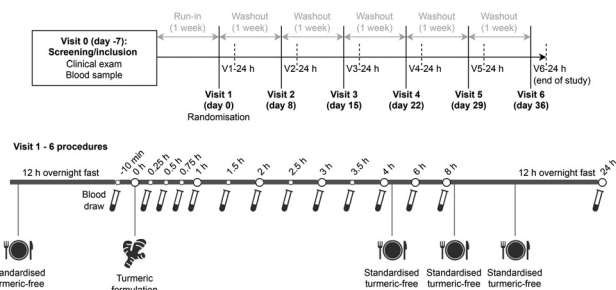 Run-in
(1 week)
Washout
(1 week)
Washout
(1 week)
Washout
(1 week)
Washout
(1 week)
Washout
(1 week)
Visit 0 (day -7):
Screening/inclusion
Clinical exam
Blood sample
V1-24 h
V2-24 h
V3-24 h
V4-24 h
V5-24 h
V6-24 h
(end of study)
Visit 1
(day 0)
Randomisation
Visit 2
(day 8)
Visit 3
(day 15)
Visit 4
(day 22)
Visit 5
(day 29)
Visit 6
(day 36)
Visit 1 - 6 procedures
12 h overnight fast
-10 min
0 h
0.25 h
0.5 h
0.75 h
1 h
1.5 h
2 h
2.5 h
3 h
3.5 h
4 h
6 h
8 h
12 h overnight fast
24 h
Blood
draw
andardised
rmeric-free
Turmeric
formulation
Standardised
turmeric-free
Standardised
turmeric-free
Standardised
turmeric-free